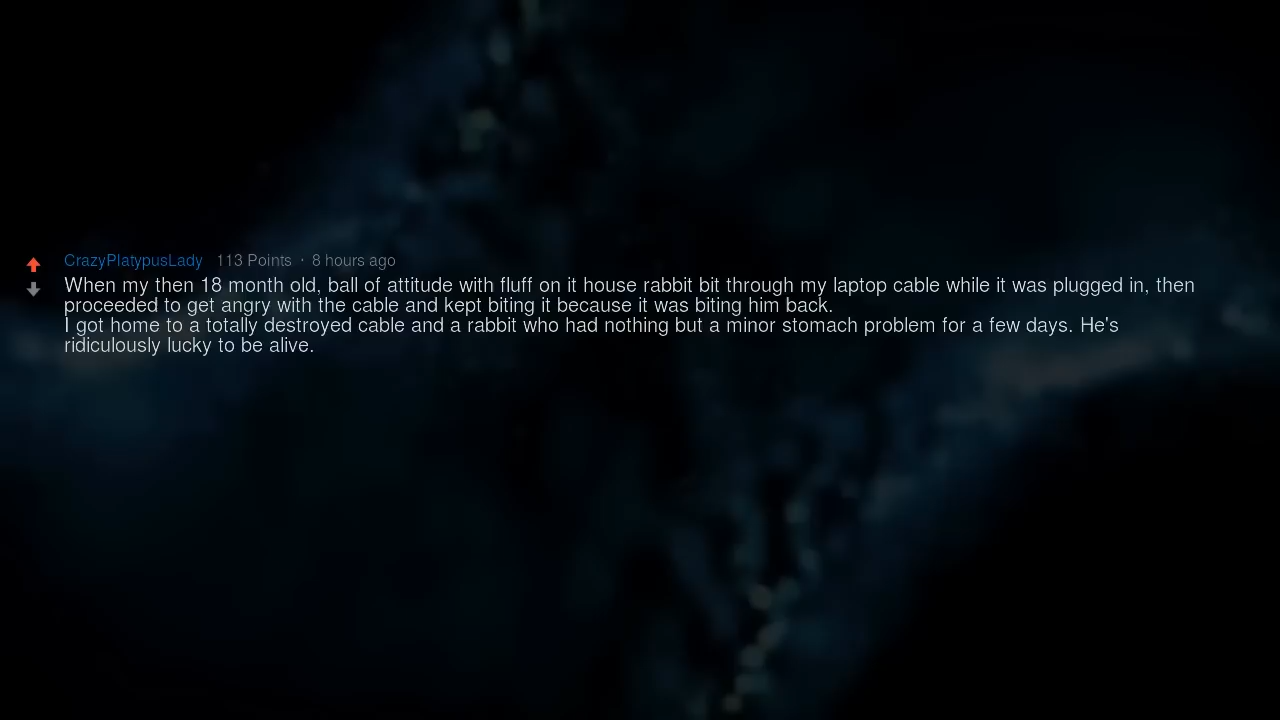 CrazyPlatypusLady 113 Points · 8 hours ago
When my then 18 month old, ball of attitude with fluff on it house rabbit bit through my laptop cable while it was plugged in, then
proceeded to get angry with the cable and kept biting it because it was biting him back.
I got home to a totally destroyed cable and a rabbit who had nothing but a minor stomach problem for a few days. He's
ridiculously lucky to be alive.